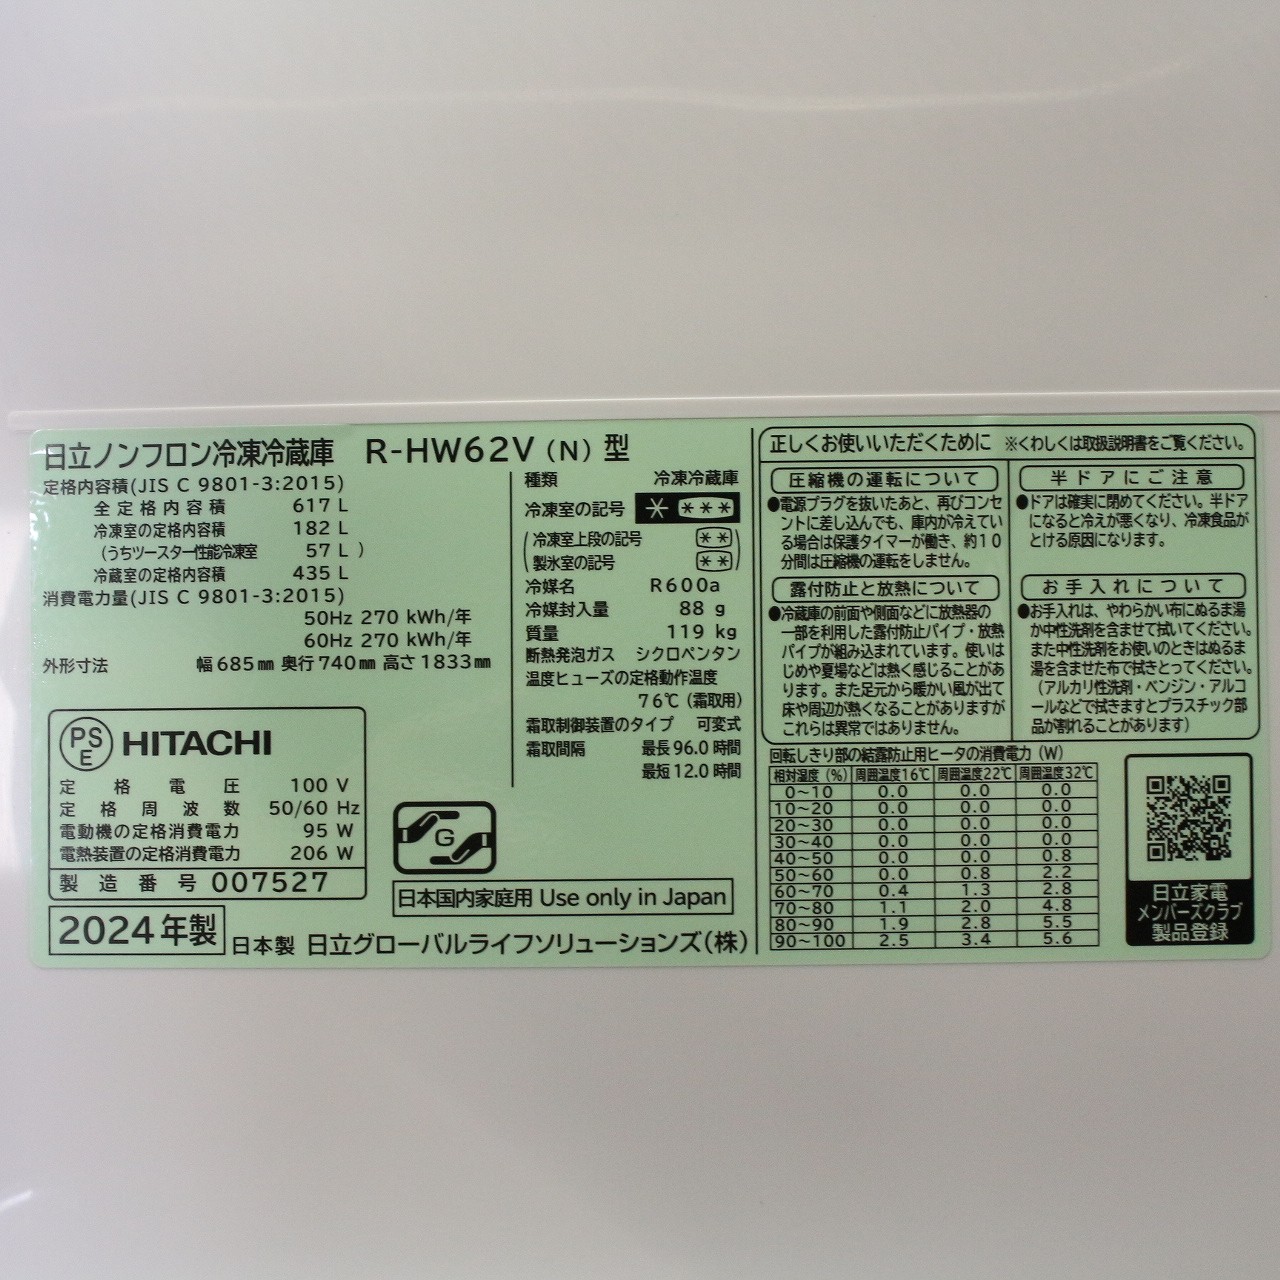 日立ノンフロン冷凍冷蔵庫 R-HW62V (N) 型
定格内容積(JIS C 9801-3:2015)
全定格内容積 617 L
冷凍室の定格内容積 182 L
(うちツースター性能冷凍室 57 L )
冷蔵室の定格内容積 435 L
消費電力量(JIS C 9801-3:2015)
50Hz 270 kWh/年
60Hz 270 kWh/年
外形寸法 幅685㎜ 奥行740㎜ 高さ1833㎜
PS
E
HITACHI
定格電圧 100 V
定格周波数 50/60 Hz
電動機の定格消費電力 95 W
電熱装置の定格消費電力 206 W
製造番号 007527
2024年製
日本製 日立グローバルライフソリューションズ(株)
種類 冷凍冷蔵庫
冷凍室の記号 * ***
冷凍室上段の記号 **
製氷室の記号 **
冷媒名 R600a
冷媒封入量 88 g
質量 119 kg
断熱発泡ガス シクロペンタン
温度ヒューズの定格動作温度
76℃(霜取用)
霜取制御装置のタイプ 可変式
霜取間隔 最長96.0時間
最短12.0時間
G
日本国内家庭用 Use only in Japan
正しくお使いいただくために ※くわしくは取扱説明書をご覧ください。
圧縮機の運転について
●電源プラグを抜いたあと、再びコンセ
ントに差し込んでも、庫内が冷えてい
る場合は保護タイマーが働き、約10
分間は圧縮機の運転をしません。
露付防止と放熱について
●冷蔵庫の前面や側面などに放熱器の
一部を利用した露付防止パイプ・放熱
パイプが組み込まれています。使いは
じめや夏場などは熱く感じることがあ
ります。また足元から暖かい風が出て
床や周辺が熱くなることがありますが
これらは異常ではありません。
半ドアにご注意
●ドアは確実に閉めてください。半ドア
になると冷えが悪くなり、冷凍食品が
とける原因になります。
お手入れについて
●お手入れは、やわらかい布にぬるま湯
か中性洗剤を含ませて拭いてください。
また中性洗剤をお使いのときはぬるま
湯を含ませた布で拭きとってください。
(アルカリ性洗剤・ベンジン・アルコ
ールなどで拭きますとプラスチック部
品が割れることがあります)
回転しきり部の結露防止用ヒータの消費電力(W)
相対湿度(%) 周囲温度16℃ 周囲温度22℃ 周囲温度32℃
0~10 0.0 0.0 0.0
10~20 0.0 0.0 0.0
20~30 0.0 0.0 0.0
30~40 0.0 0.0 0.0
40~50 0.0 0.0 0.8
50~60 0.0 0.8 2.2
60~70 0.4 1.3 2.8
70~80 1.1 2.0 4.8
80~90 1.9 2.8 5.5
90~100 2.5 3.4 5.6
日立家電
メンバーズクラブ
製品登録